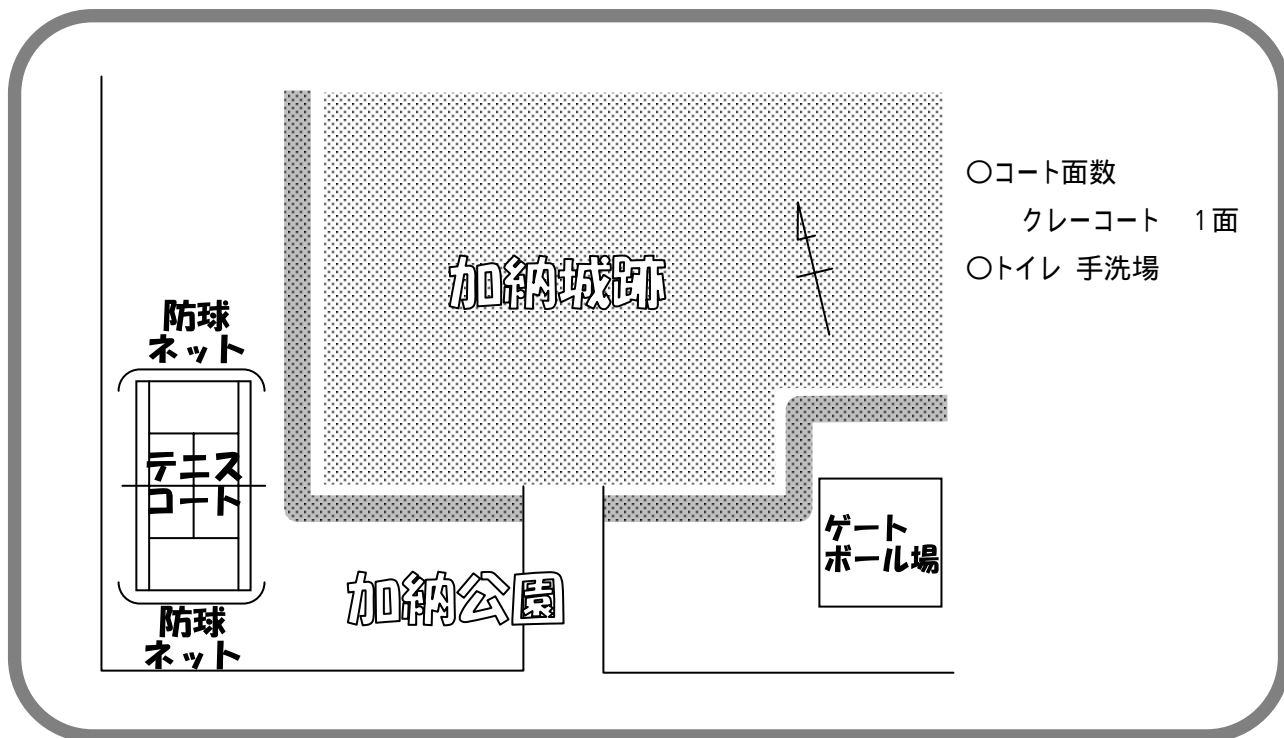 ○コート面数
クレーコート 1面
○トイレ 手洗場
加納城跡
防球
ネット
テニス
コート
ゲート
ボール場
加納公園
防球
ネット